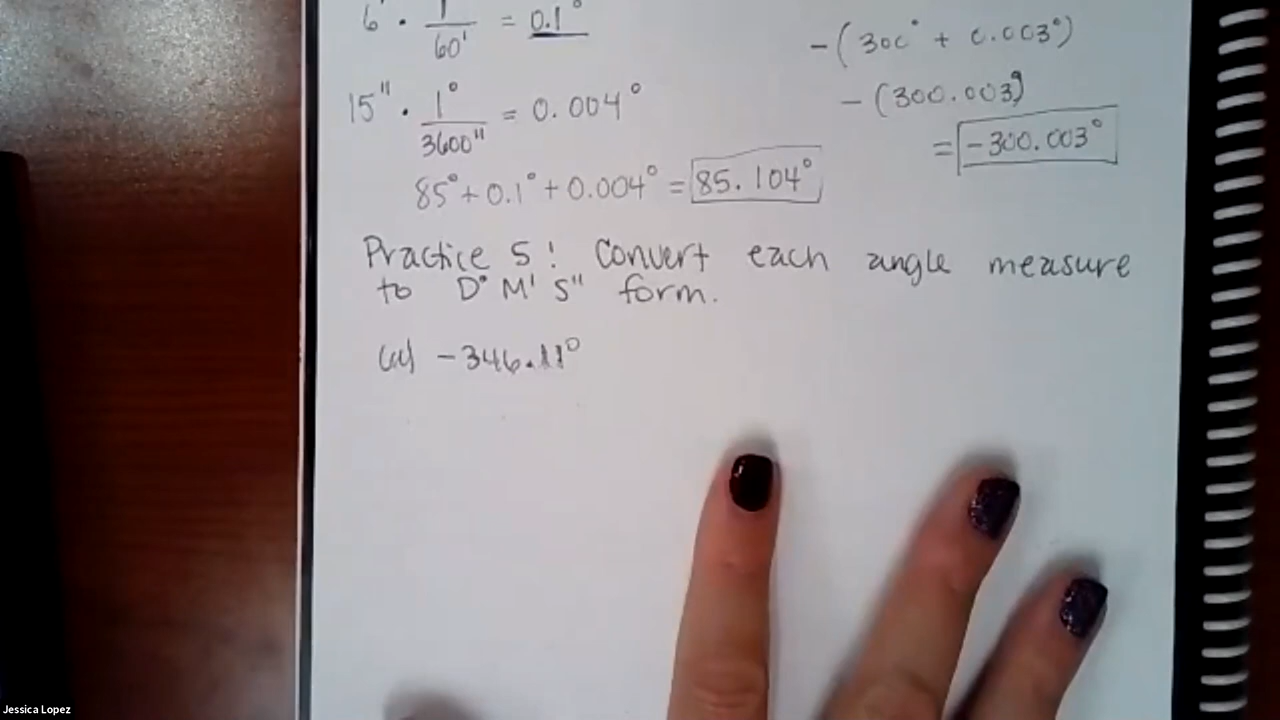 6' · 1/60' = 0.1°
15" · 1°/3600" = 0.004°
85° + 0.1° + 0.004° = 85.104°
-(300° + 0.003°)
-(300.003°)
= -300.003°
Practice 5! Convert each angle measure
to D° M' S" form.
(a) -346.11°
Jessica Lopez